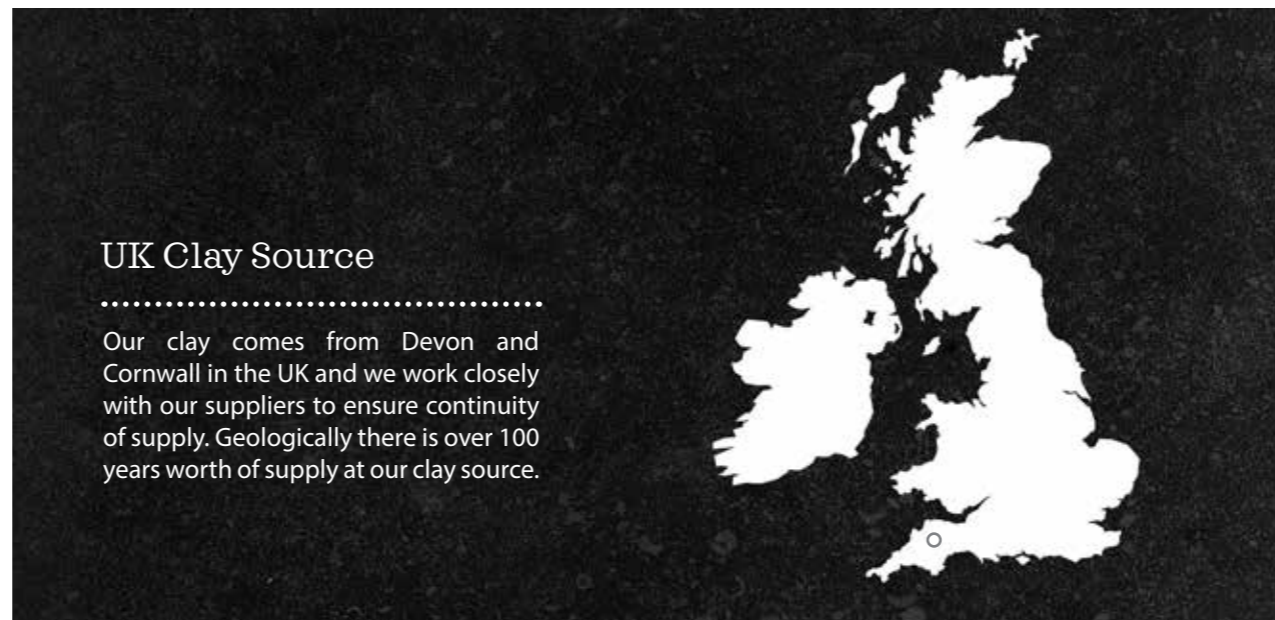 UK Clay Source
Our clay comes from Devon and
Cornwall in the UK and we work closely
with our suppliers to ensure continuity
of supply. Geologically there is over 100
years worth of supply at our clay source.